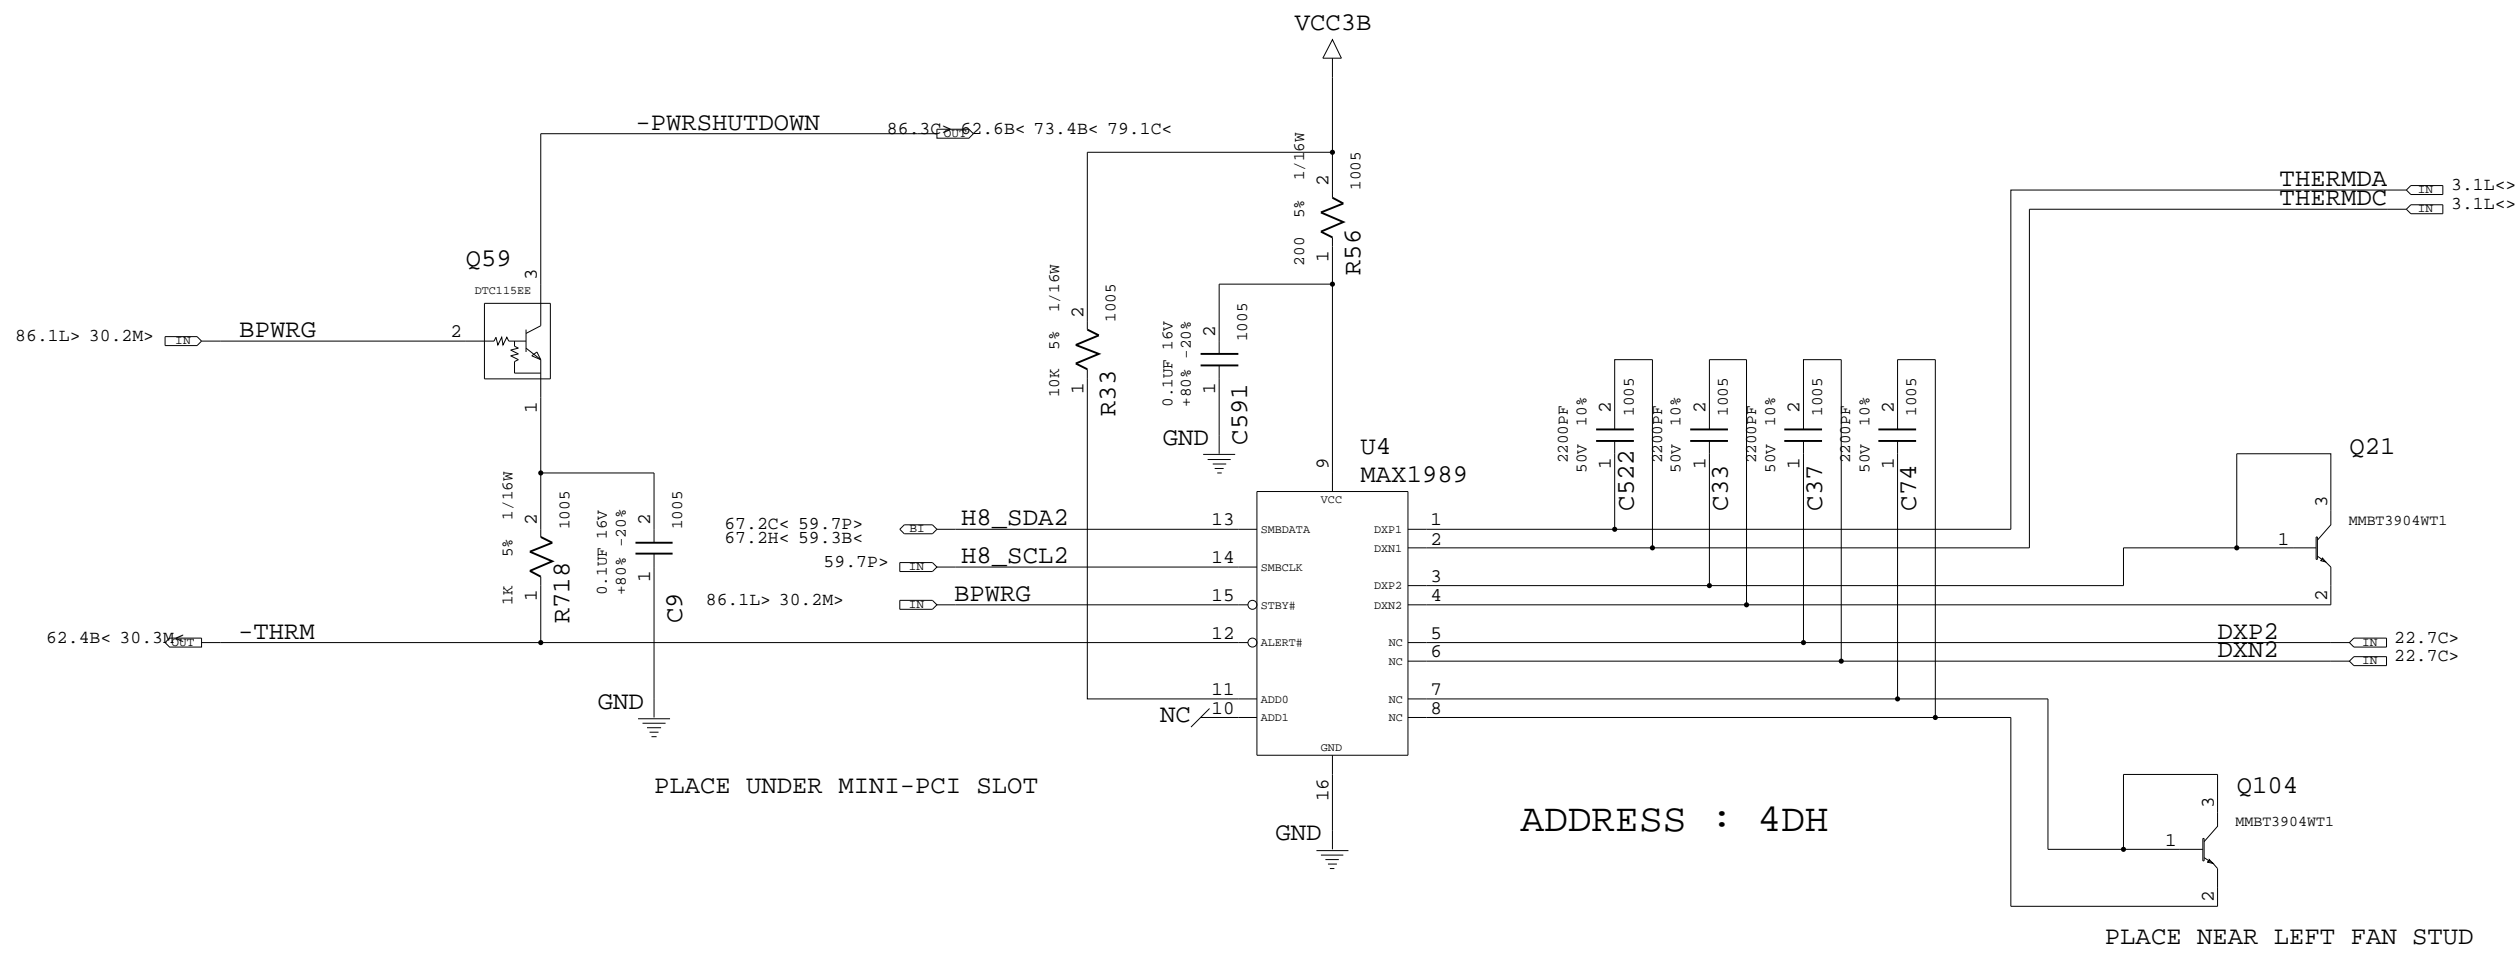 VCC3B
-PWRSHUTDOWN
86.3C> 62.6B< 73.4B< 79.1C<
OUT
1/16W
5%
200
2
1
1005
R56
THERMDA
IN
3.1L<>
THERMDC
IN
3.1L<>
Q59
DTC115EE
3
2
1
86.1L> 30.2M>
IN
BPWRG
10K 5% 1/16W
2
1
1005
R33
0.1UF 16V
+80% -20%
2
1
1005
C591
GND
2200PF
50V 10%
2
1
1005
C522
2200PF
50V 10%
2
1
1005
C33
2200PF
50V 10%
2
1
1005
C37
2200PF
50V 10%
2
1
1005
C74
U4
MAX1989
9
VCC
Q21
MMBT3904WT1
3
1
2
1K 5% 1/16W
2
1
1005
R718
0.1UF 16V
+80% -20%
2
1
1005
C9
GND
67.2C< 59.7P>
67.2H< 59.3B<
BI
H8_SDA2
13
SMBDATA
59.7P>
IN
H8_SCL2
14
SMBCLK
86.1L> 30.2M>
IN
BPWRG
15
STBY#
62.4B< 30.3M<
OUT
-THRM
12
ALERT#
11
ADD0
NC
10
ADD1
DXP1
1
DXN1
2
DXP2
3
DXN2
4
NC
5
NC
6
NC
7
NC
8
DXP2
IN
22.7C>
DXN2
IN
22.7C>
GND
16
GND
PLACE UNDER MINI-PCI SLOT
ADDRESS : 4DH
Q104
MMBT3904WT1
3
1
2
PLACE NEAR LEFT FAN STUD